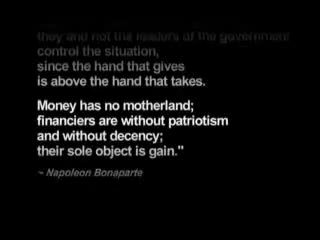 they and not the leaders of the government
control the situation,
since the hand that gives
is above the hand that takes.
Money has no motherland;
financiers are without patriotism
and without decency;
their sole object is gain."
~ Napoleon Bonaparte